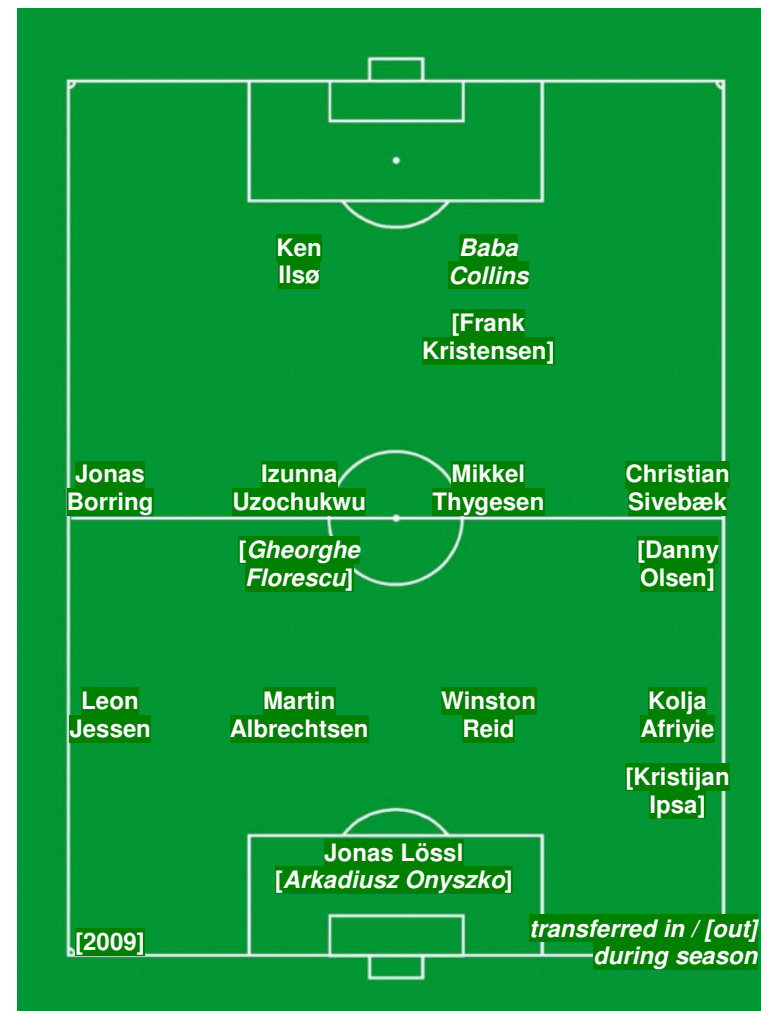 Ken
Ilsø
Baba
Collins
[Frank
Kristensen]
Jonas
Borring
Izunna
Uzochukwu
Mikkel
Thygesen
Christian
Sivebæk
[Gheorghe
Florescu]
[Danny
Olsen]
Leon
Jessen
Martin
Albrechtsen
Winston
Reid
Kolja
Afriyie
[Kristijan
Ipsa]
Jonas Lössl
[Arkadiusz Onyszko]
[2009]
transferred in / [out]
during season